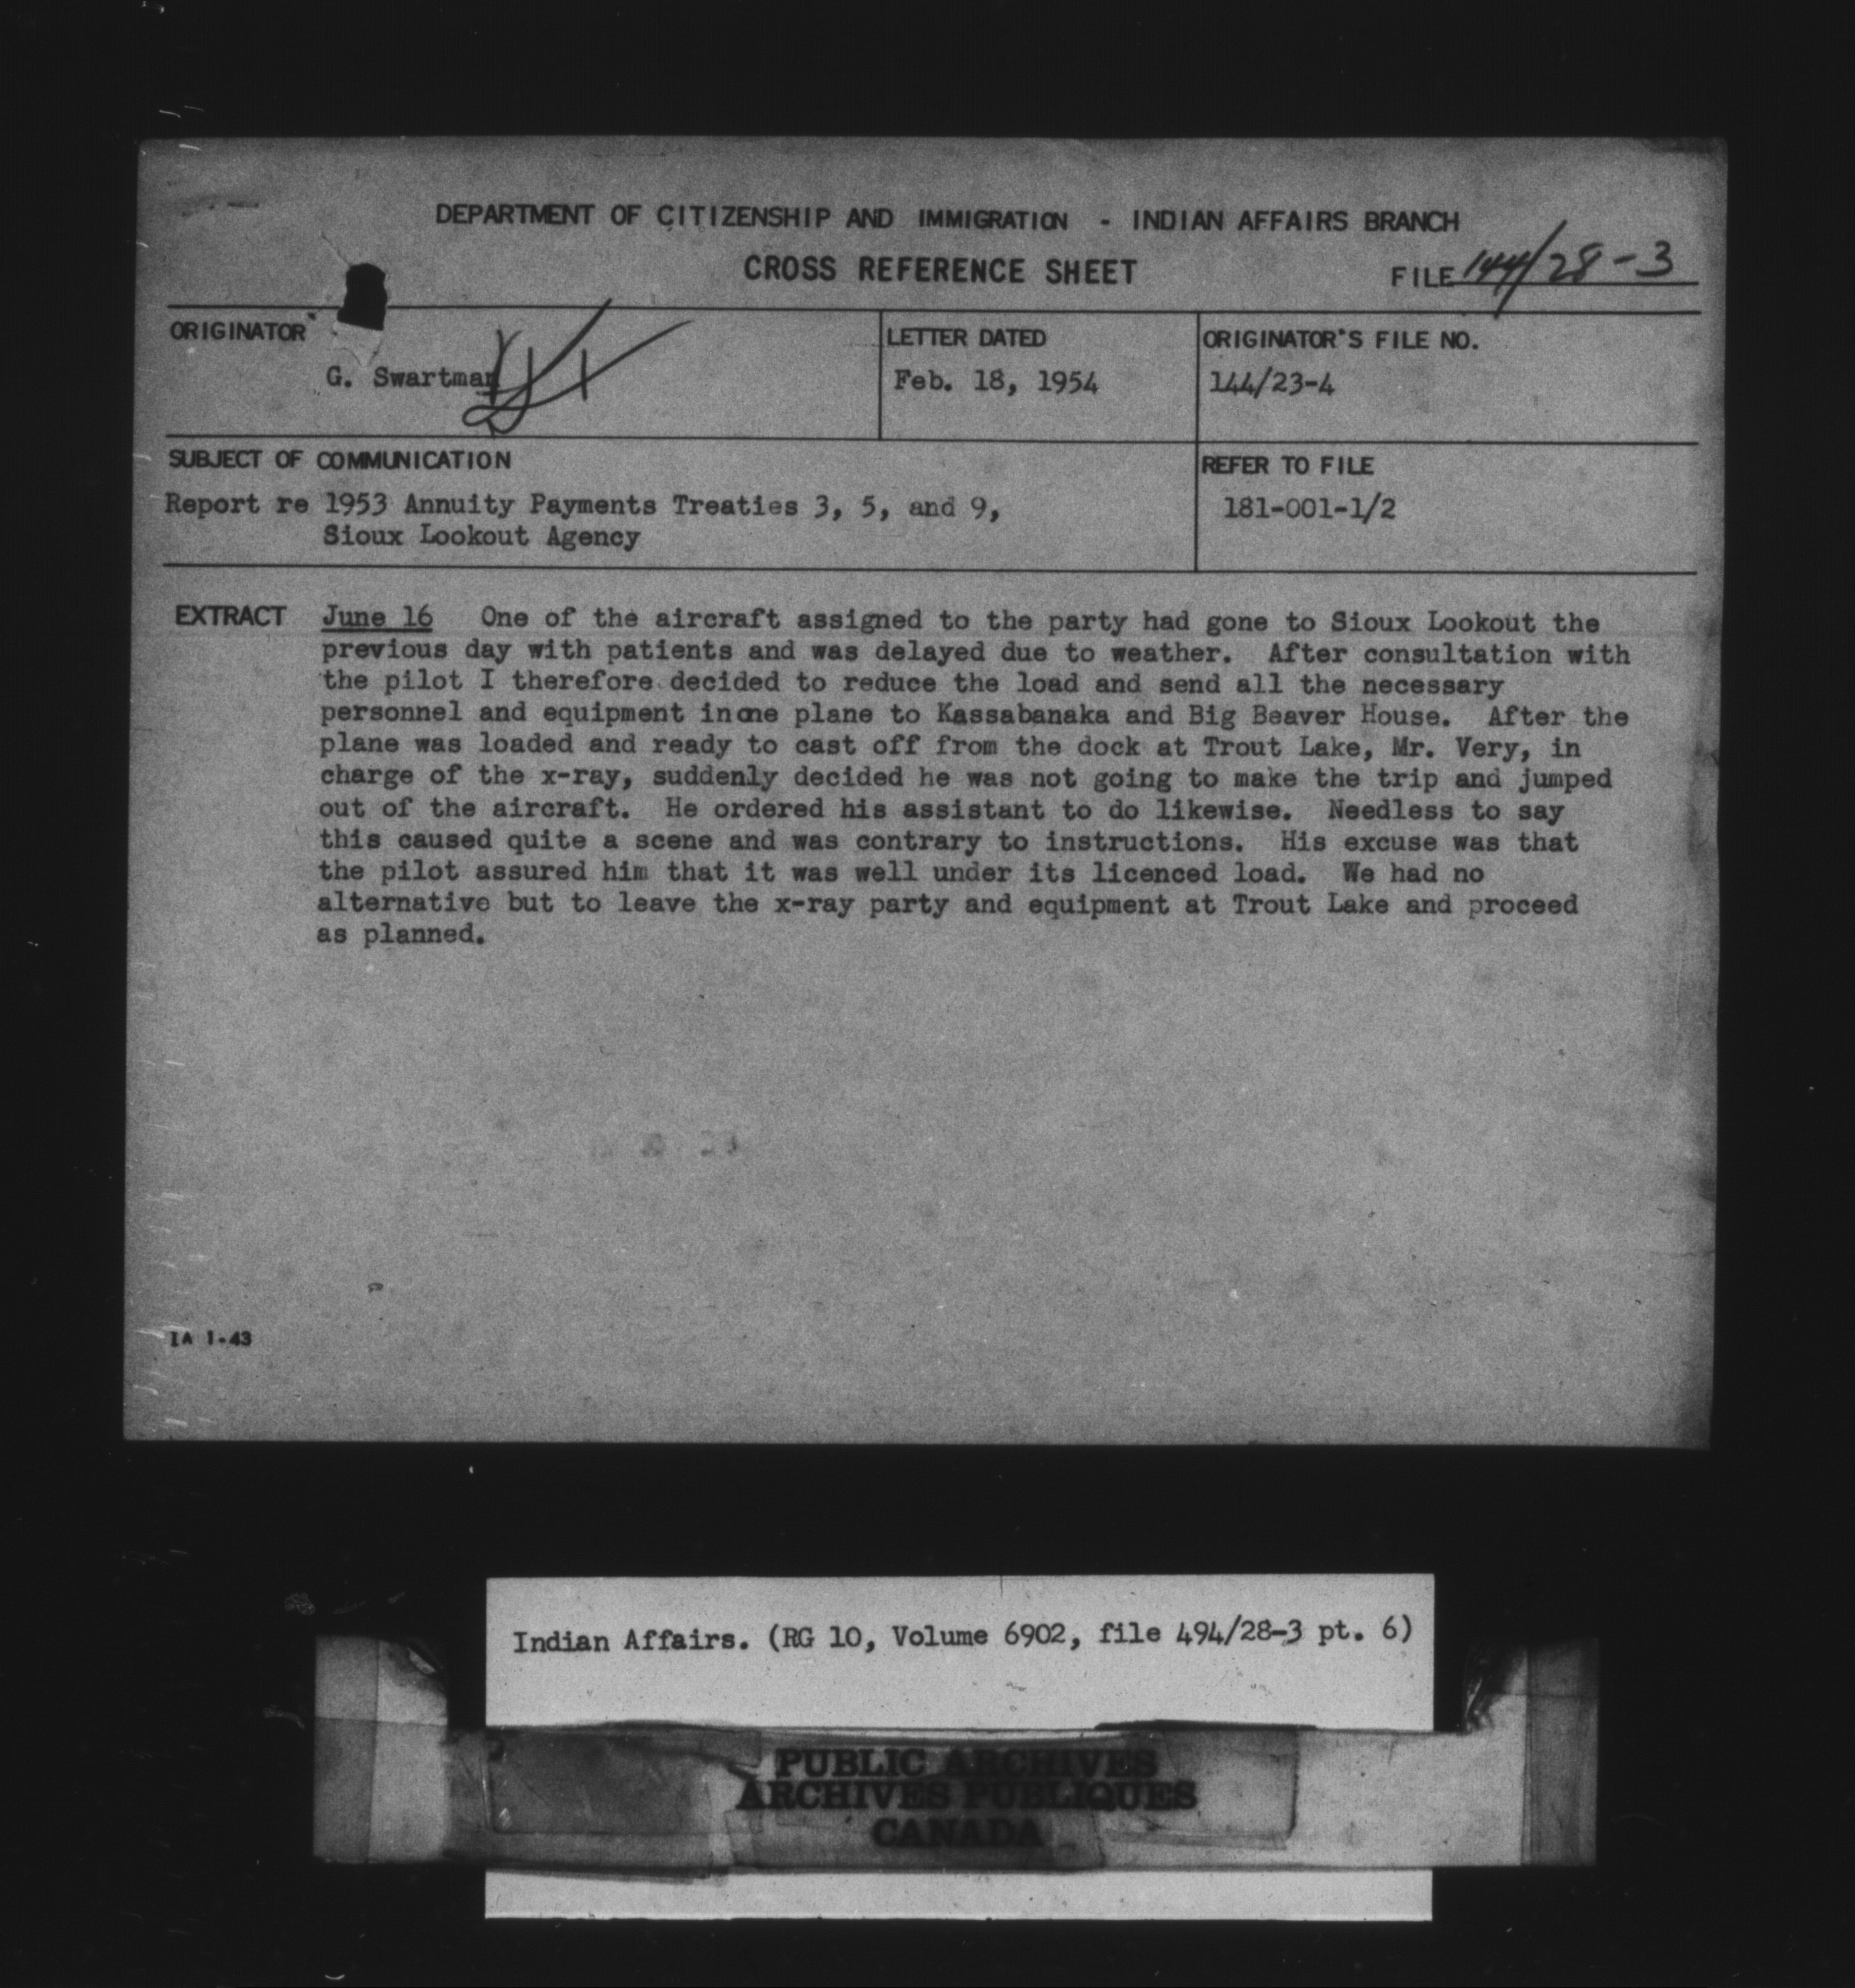 DEPARTMENT OF CITIZENSHIP AND IMMIGRATION - INDIAN AFFAIRS BRANCH
CROSS REFERENCE SHEET
FILE 144/28-3
ORIGINATOR
G. Swartman
LETTER DATED
Feb. 18, 1954
ORIGINATOR'S FILE NO.
144/23-4
SUBJECT OF COMMUNICATION
Report re 1953 Annuity Payments Treaties 3, 5, and 9,
Sioux Lookout Agency
REFER TO FILE
181-001-1/2
EXTRACT June 16 One of the aircraft assigned to the party had gone to Sioux Lookout the
previous day with patients and was delayed due to weather. After consultation with
the pilot I therefore decided to reduce the load and send all the necessary
personnel and equipment inone plane to Kassabanaka and Big Beaver House. After the
plane was loaded and ready to cast off from the dock at Trout Lake, Mr. Very, in
charge of the x-ray, suddenly decided he was not going to make the trip and jumped
out of the aircraft. He ordered his assistant to do likewise. Needless to say
this caused quite a scene and was contrary to instructions. His excuse was that
the pilot assured him that it was well under its licenced load. We had no
alternative but to leave the x-ray party and equipment at Trout Lake and proceed
as planned.
IA 1-43
Indian Affairs. (RG 10, Volume 6902, file 494/28-3 pt. 6)
PUBLIC ARCHIVES
ARCHIVES PUBLIQUES
CANADA